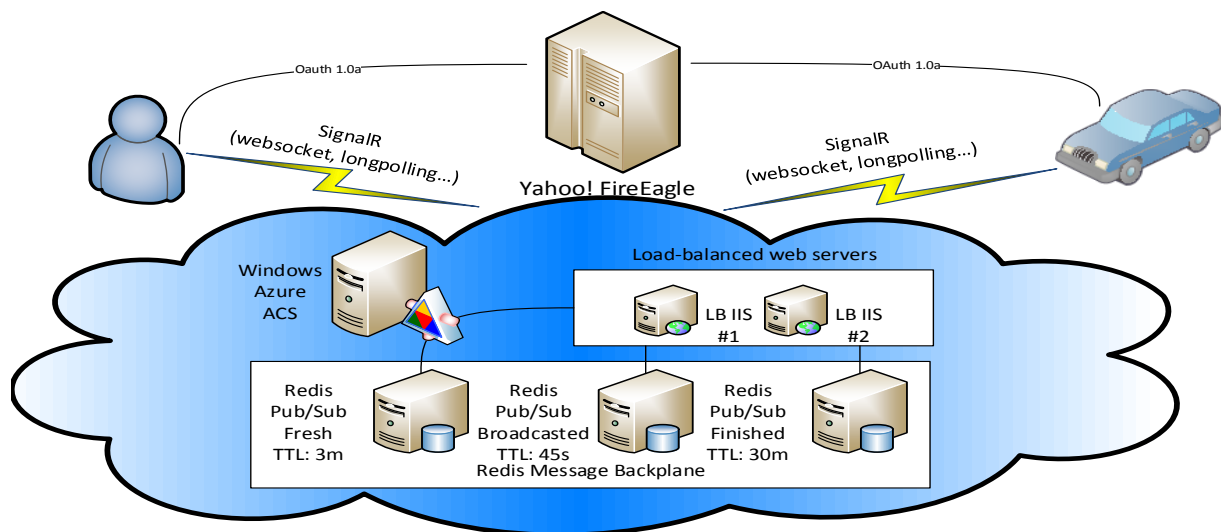 Oauth 1.0a
OAuth 1.0a
SignalR
(websocket, longpolling...)
SignalR
(websocket, longpolling...)
Yahoo! FireEagle
Windows
Azure
ACS
Load-balanced web servers
LB IIS
#1
LB IIS
#2
Redis
Pub/Sub
Fresh
TTL: 3m
Redis
Pub/Sub
Broadcasted
TTL: 45s
Redis
Pub/Sub
Finished
TTL: 30m
Redis Message Backplane